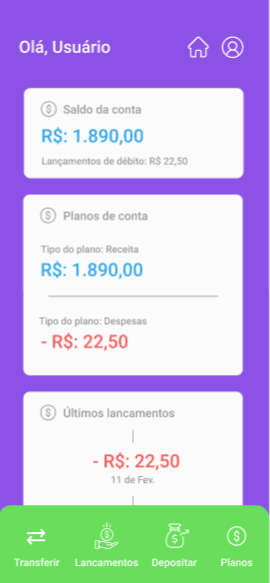 Olá, Usuário
Saldo da conta
R$: 1.890,00
Lançamentos de débito: R$ 22,50
Planos de conta
Tipo do plano: Receita
R$: 1.890,00
Tipo do plano: Despesas
- R$: 22,50
Últimos lancamentos
- R$: 22,50
11 de Fev.
Transferir Lancamentos Depositar Planos